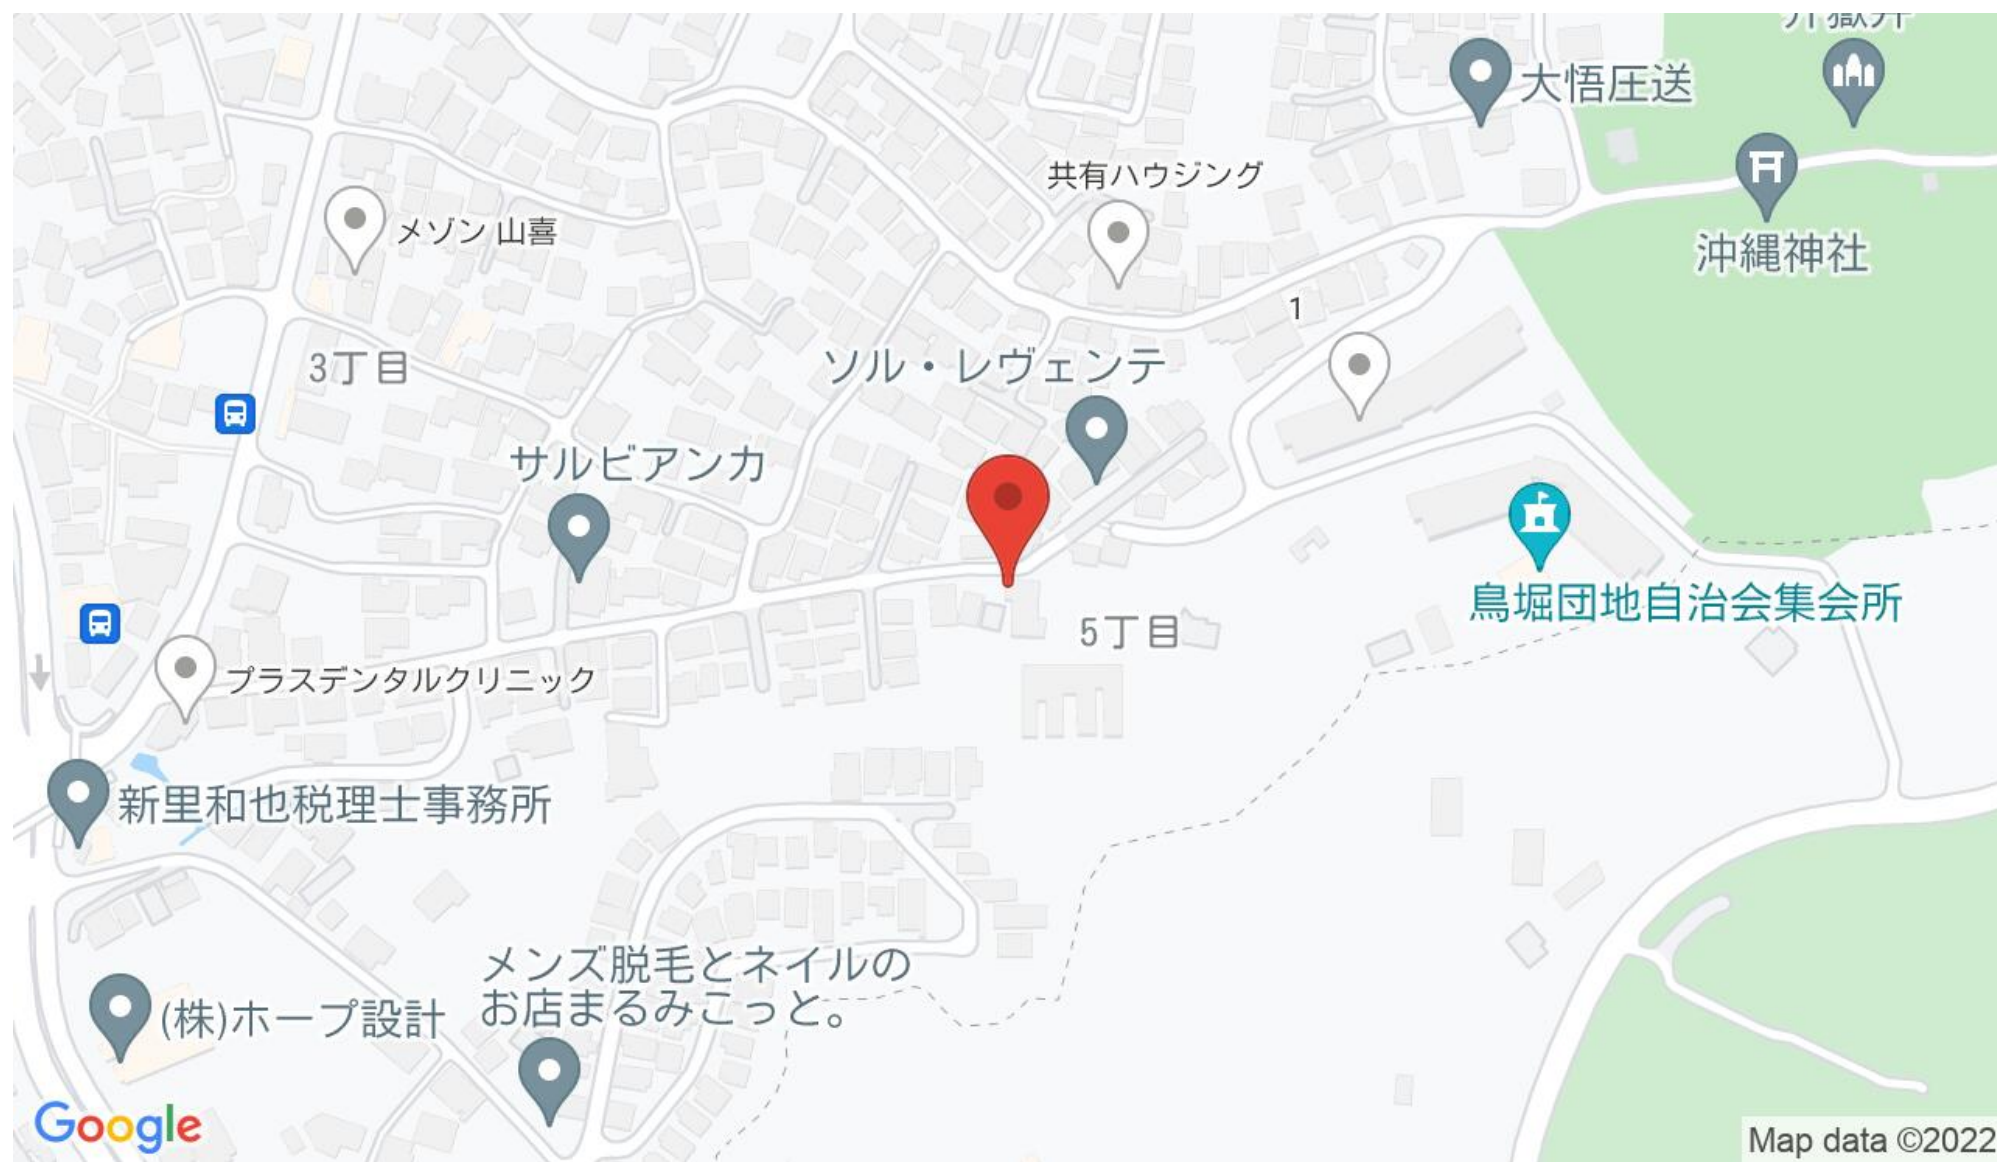 大悟圧送
共有ハウジング
メゾン 山喜
沖縄神社
1
3丁目
ソル・レヴェンテ
サルビアンカ
鳥堀団地自治会集会所
5丁目
プラスデンタルクリニック
新里和也税理士事務所
メンズ脱毛とネイルの
お店まるみこっと。
(株)ホープ設計
Google
Map data ©2022